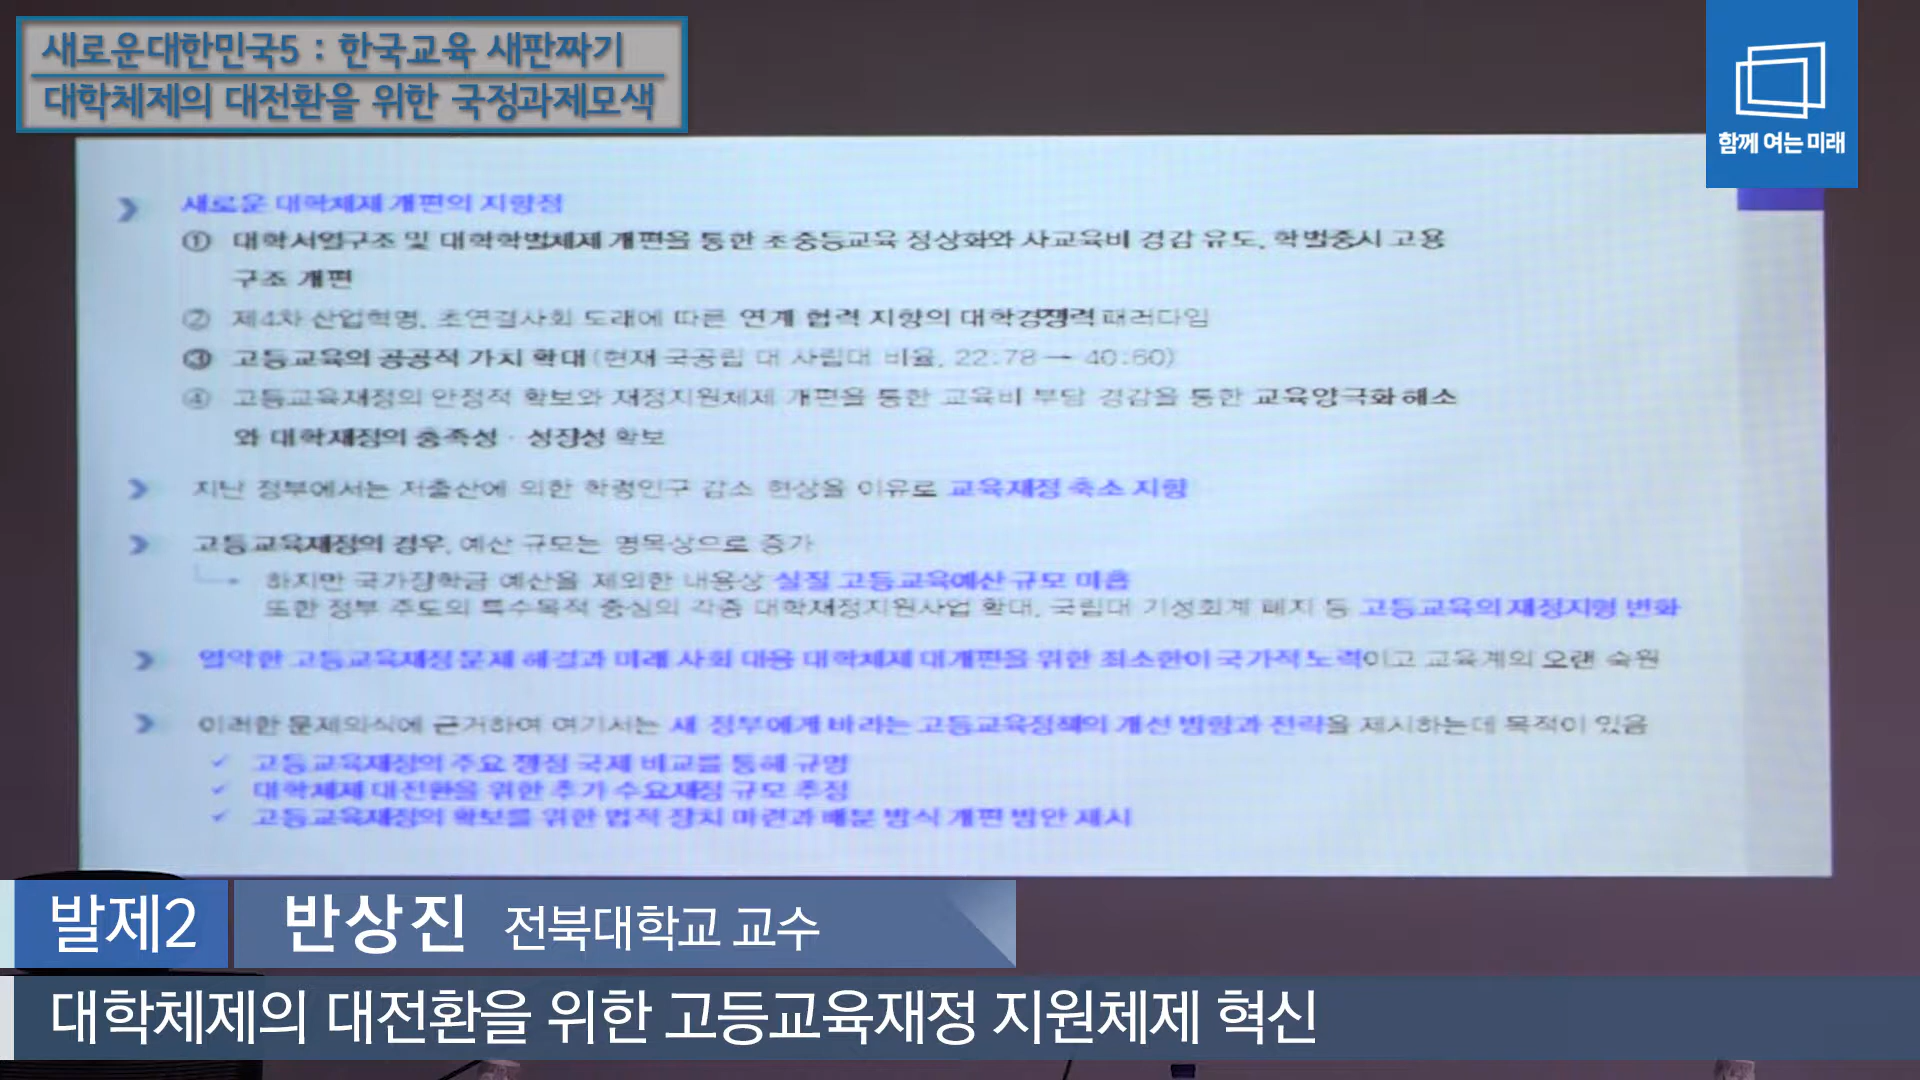 새로운대한민국5 : 한국교육 새판짜기
대학체제의 대전환을 위한 국정과제모색
함께 여는 미래
새로운 대학체제 개편의 지향점
① 대학서열구조 및 대학학벌체제 개편을 통한 초중등교육 정상화와 사교육비 경감 유도, 학벌중시 고용
구조 개편
② 제4차 산업혁명, 초연결사회 도래에 따른 연계 협력 지향의 대학경쟁력 패러다임
③ 고등교육의 공공적 가치 확대 (현재 국공립 대 사립대 비율, 22:78 → 40:60)
④ 고등교육재정의 안정적 확보와 재정지원체제 개편을 통한 교육비 부담 경감을 통한 교육양극화 해소
와 대학재정의 충족성 · 성장성 확보
지난 정부에서는 저출산에 의한 학령인구 감소 현상을 이유로 교육재정 축소 지향
고등교육재정의 경우, 예산 규모는 명목상으로 증가
하지만 국가장학금 예산을 제외한 내용상 실질 고등교육예산 규모 미흡
또한 정부 주도의 특수목적 중심의 각종 대학재정지원사업 확대, 국립대 기성회계 폐지 등 고등교육의 재정지형 변화
열악한 고등교육재정 문제 해결과 미래 사회 대응 대학체제 대개편을 위한 최소한이 국가적 노력이고 교육계의 오랜 숙원
이러한 문제의식에 근거하여 여기서는 새 정부에게 바라는 고등교육정책의 개선 방향과 전략을 제시하는데 목적이 있음
✓ 고등교육재정의 주요 쟁점 국제 비교를 통해 규명
✓ 대학체제 대전환을 위한 추가 수요재정 규모 추정
✓ 고등교육재정의 확보를 위한 법적 장치 마련과 배분 방식 개편 방안 제시
발제2 반상진 전북대학교 교수
대학체제의 대전환을 위한 고등교육재정 지원체제 혁신